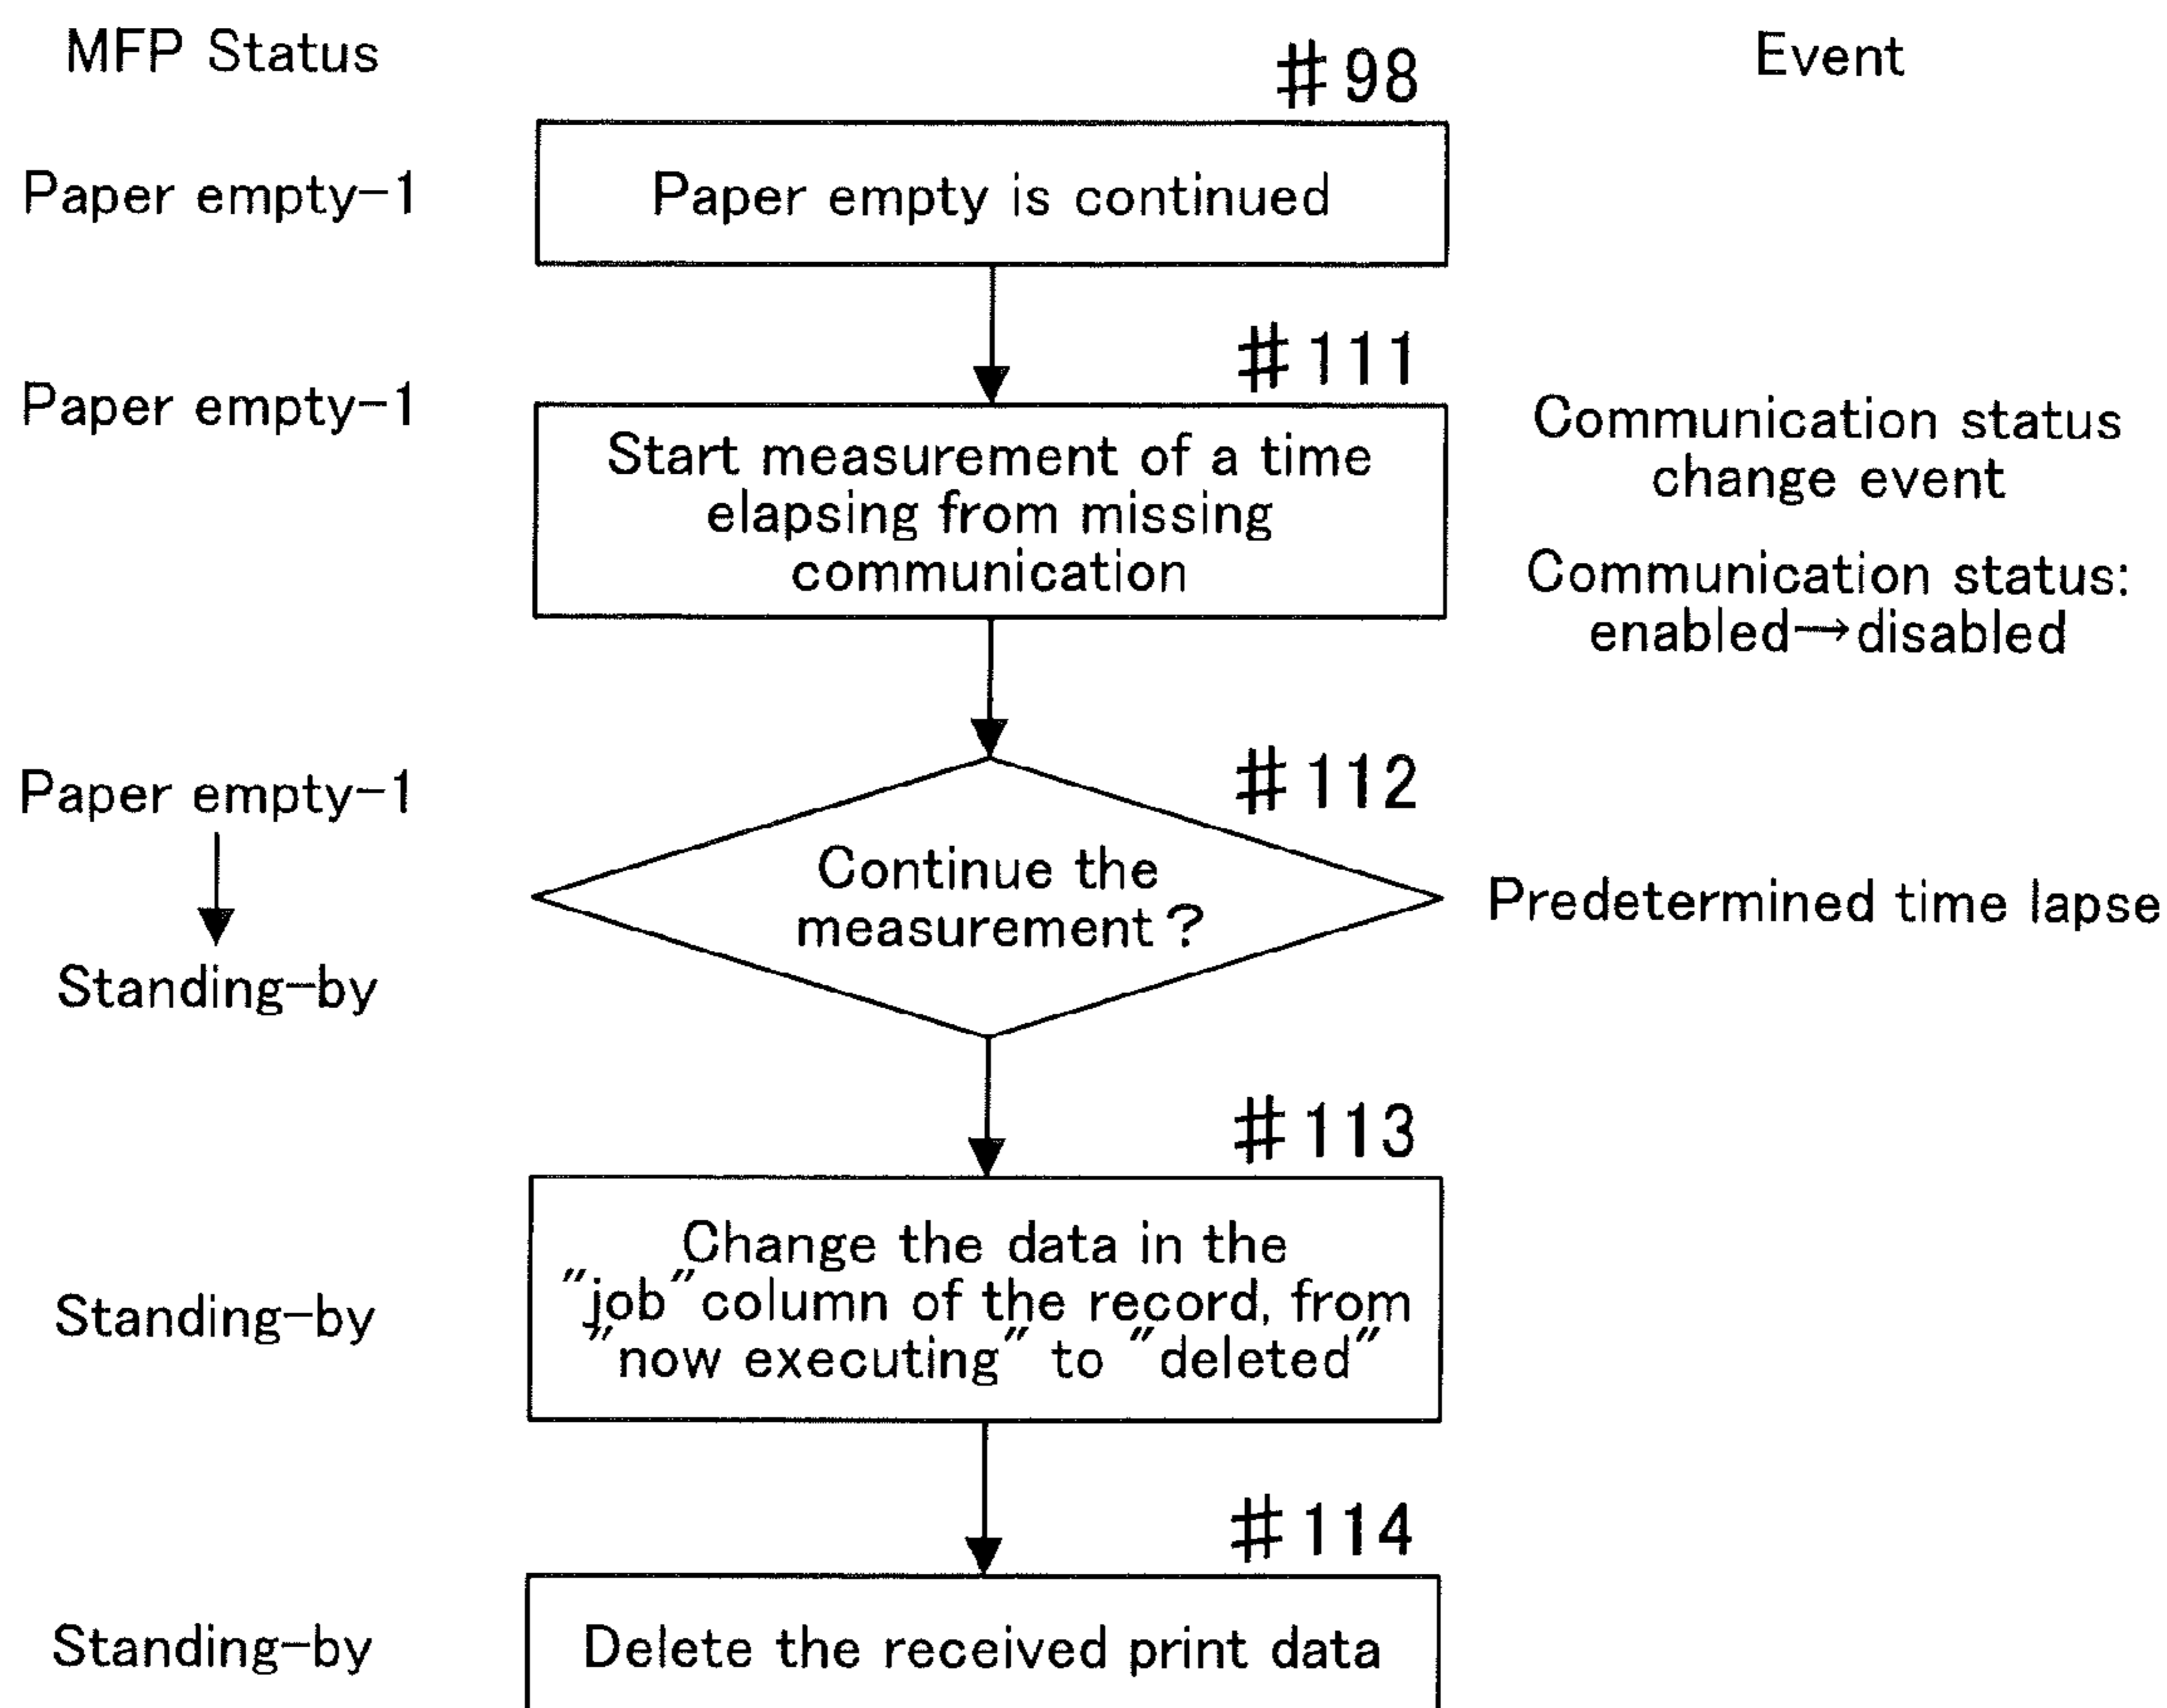 MFP Status
#98
Event
Paper empty-1
Paper empty is continued
#111
Paper empty-1
Start measurement of a time
elapsing from missing
communication
Communication status
change event
Communication status:
enabled→disabled
#112
Paper empty-1
Standing-by
Continue the
measurement?
Predetermined time lapse
#113
Standing-by
Change the data in the
"job"column of the record, from
"now executing" to "deleted"
#114
Standing-by
Delete the received print data